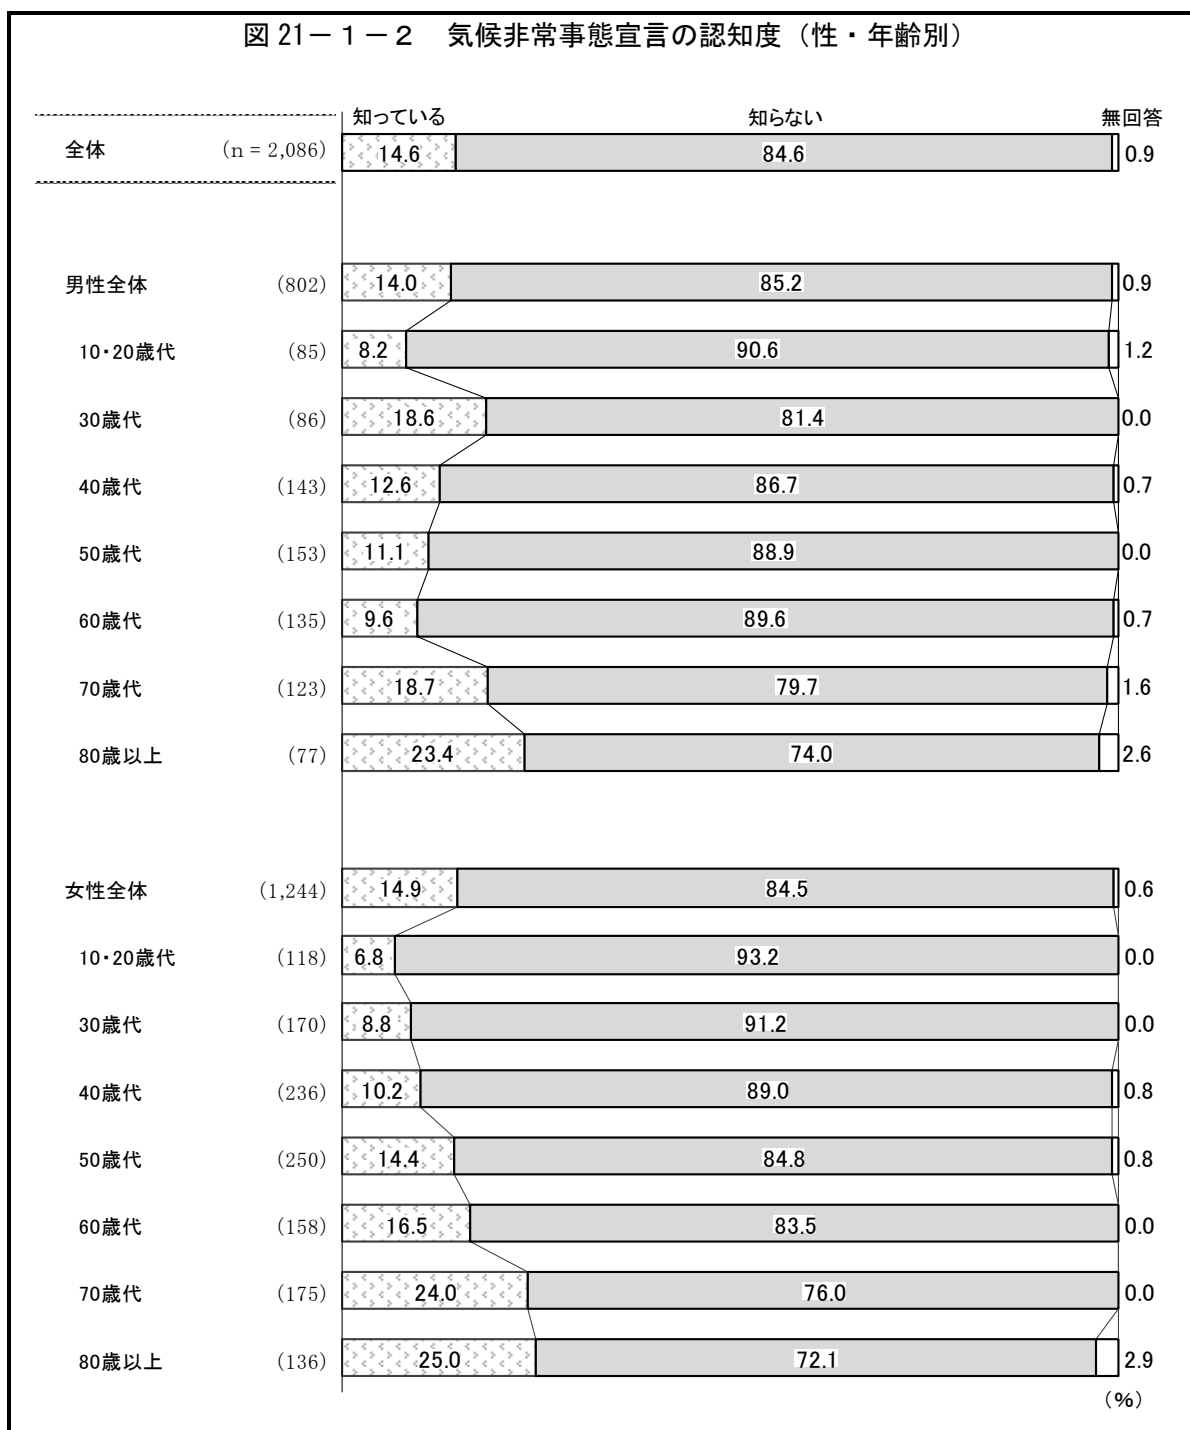 図 21－１－２　気候非常事態宣言の認知度（性・年齢別）
知っている 知らない 無回答
全体 (n = 2,086) 14.6 84.6 0.9
男性全体 (802) 14.0 85.2 0.9
10・20歳代 (85) 8.2 90.6 1.2
30歳代 (86) 18.6 81.4 0.0
40歳代 (143) 12.6 86.7 0.7
50歳代 (153) 11.1 88.9 0.0
60歳代 (135) 9.6 89.6 0.7
70歳代 (123) 18.7 79.7 1.6
80歳以上 (77) 23.4 74.0 2.6
女性全体 (1,244) 14.9 84.5 0.6
10・20歳代 (118) 6.8 93.2 0.0
30歳代 (170) 8.8 91.2 0.0
40歳代 (236) 10.2 89.0 0.8
50歳代 (250) 14.4 84.8 0.8
60歳代 (158) 16.5 83.5 0.0
70歳代 (175) 24.0 76.0 0.0
80歳以上 (136) 25.0 72.1 2.9
（％）